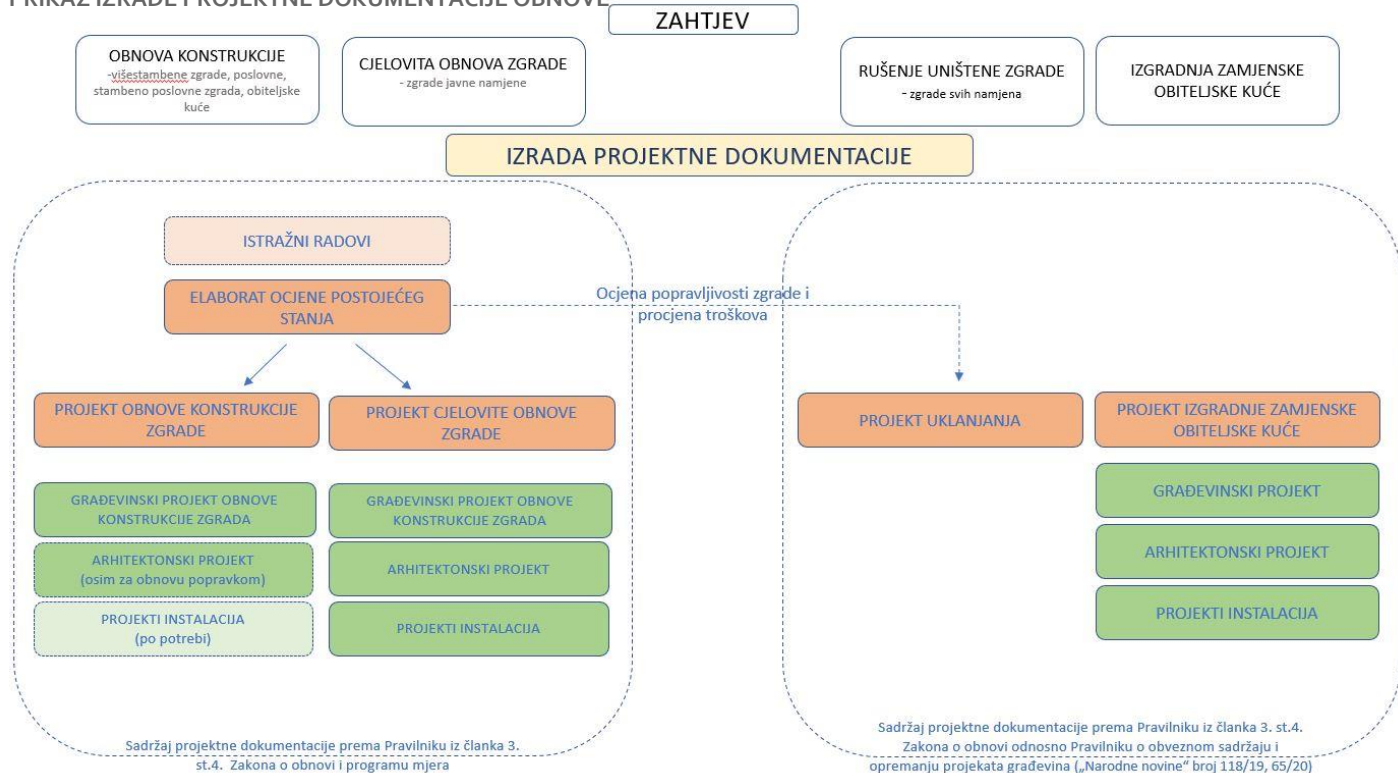 PRIKAZ IZRADE PROJEKTNE DOKUMENTACIJE OBNOVE
ZAHTJEV
OBNOVA KONSTRUKCIJE
-višestambene zgrade, poslovne,
stambeno poslovne zgrada, obiteljske
kuće
CJELOVITA OBNOVA ZGRADE
- zgrade javne namjene
RUŠENJE UNIŠTENE ZGRADE
- zgrade svih namjena
IZGRADNJA ZAMJENSKE
OBITELJSKE KUĆE
IZRADA PROJEKTNE DOKUMENTACIJE
ISTRAŽNI RADOVI
ELABORAT OCJENE POSTOJEĆEG
STANJA
Ocjena popravljivosti zgrade i
procjena troškova
PROJEKT OBNOVE KONSTRUKCIJE
ZGRADE
PROJEKT CJELOVITE OBNOVE
ZGRADE
PROJEKT UKLANJANJA
PROJEKT IZGRADNJE ZAMJENSKE
OBITELJSKE KUĆE
GRAĐEVINSKI PROJEKT OBNOVE
KONSTRUKCIJE ZGRADA
ARHITEKTONSKI PROJEKT
(osim za obnovu popravkom)
PROJEKTI INSTALACIJA
(po potrebi)
GRAĐEVINSKI PROJEKT OBNOVE
KONSTRUKCIJE ZGRADA
ARHITEKTONSKI PROJEKT
PROJEKTI INSTALACIJA
GRAĐEVINSKI PROJEKT
ARHITEKTONSKI PROJEKT
PROJEKTI INSTALACIJA
Sadržaj projektne dokumentacije prema Pravilniku iz članka 3.
st.4. Zakona o obnovi i programu mjera
Sadržaj projektne dokumentacije prema Pravilniku iz članka 3. st.4.
Zakona o obnovi odnosno Pravilniku o obveznom sadržaju i
opremanju projekata građevina („Narodne novine“ broj 118/19, 65/20)